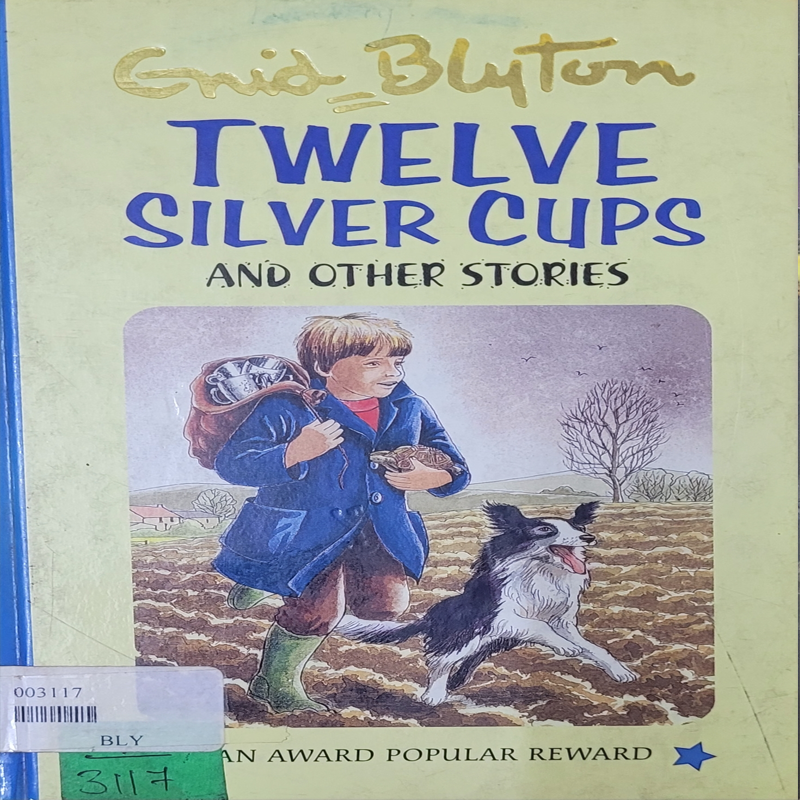 Enid Blyton
TWELVE
SILVER CUPS
AND OTHER STORIES
003117
BLY
3117
AN AWARD POPULAR REWARD